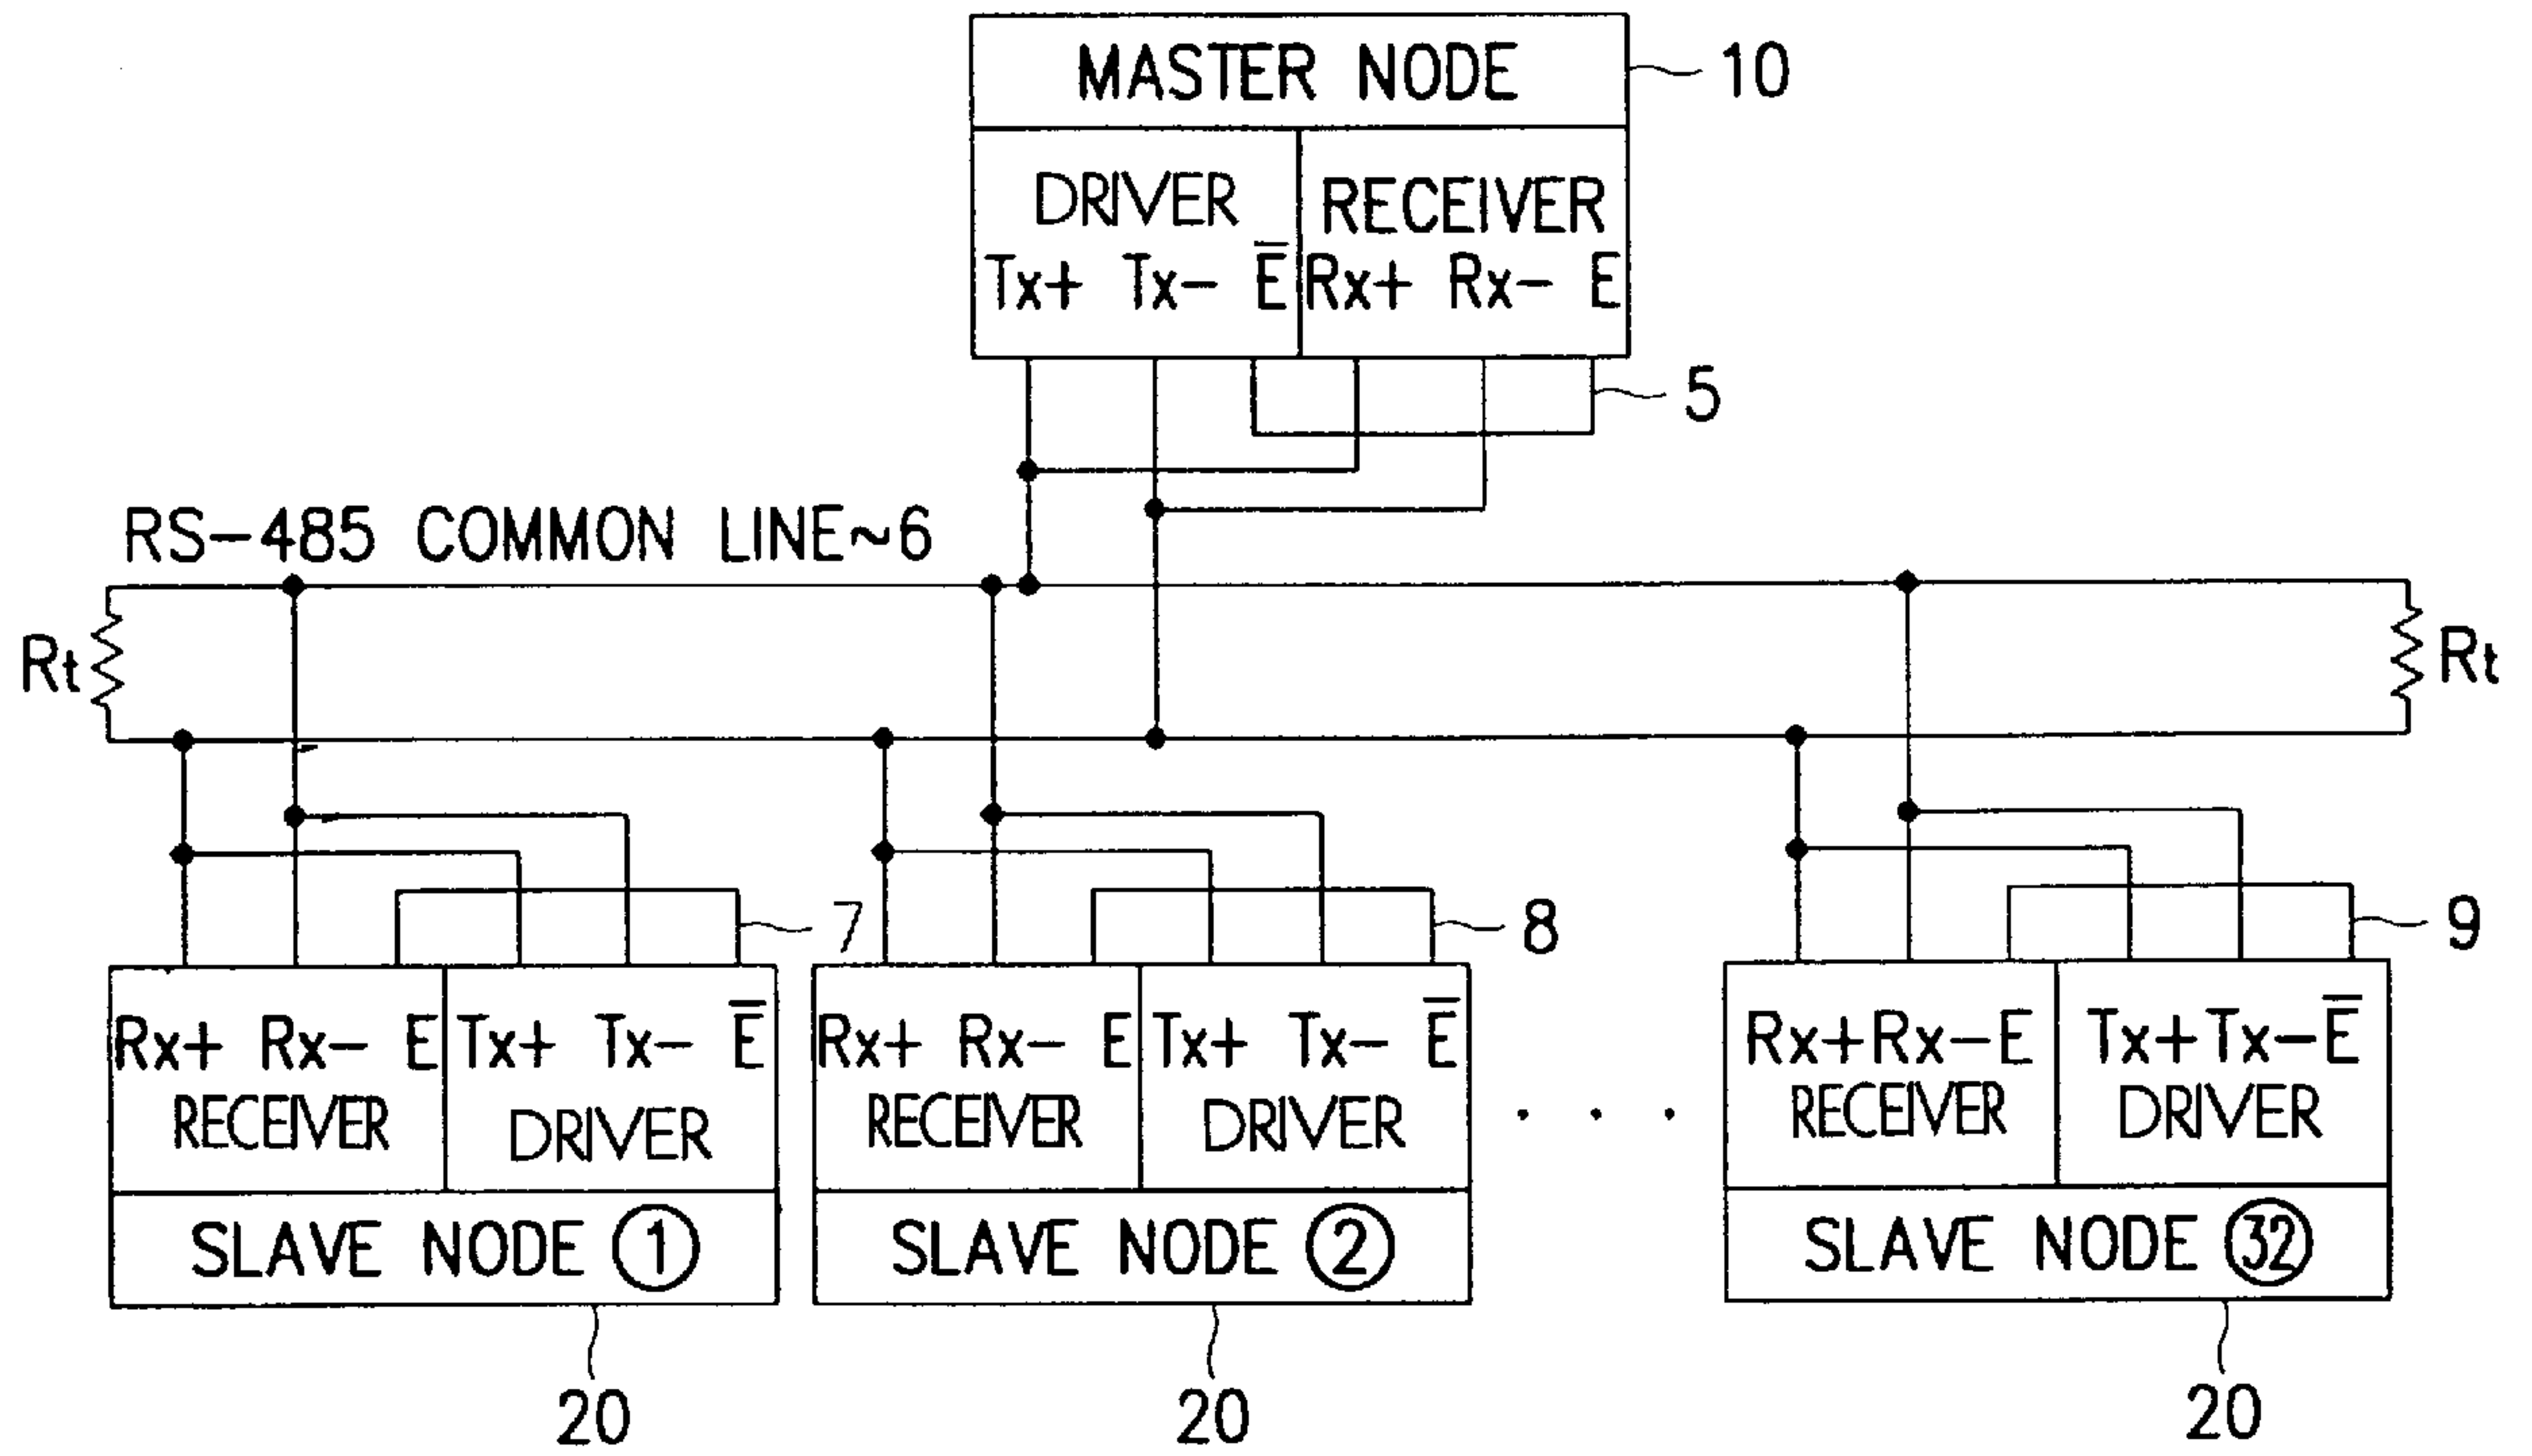 MASTER NODE
10
DRIVER
RECEIVER
Tx+ Tx- E̅
Rx+ Rx- E
5
RS-485 COMMON LINE~6
Rt
Rt
7
8
9
Rx+ Rx- E
Tx+ Tx- E̅
RECEIVER
DRIVER
SLAVE NODE ①
20
Rx+ Rx- E
Tx+ Tx- E̅
RECEIVER
DRIVER
SLAVE NODE ②
20
. . .
Rx+ Rx- E
Tx+ Tx- E̅
RECEIVER
DRIVER
SLAVE NODE ㉜
20